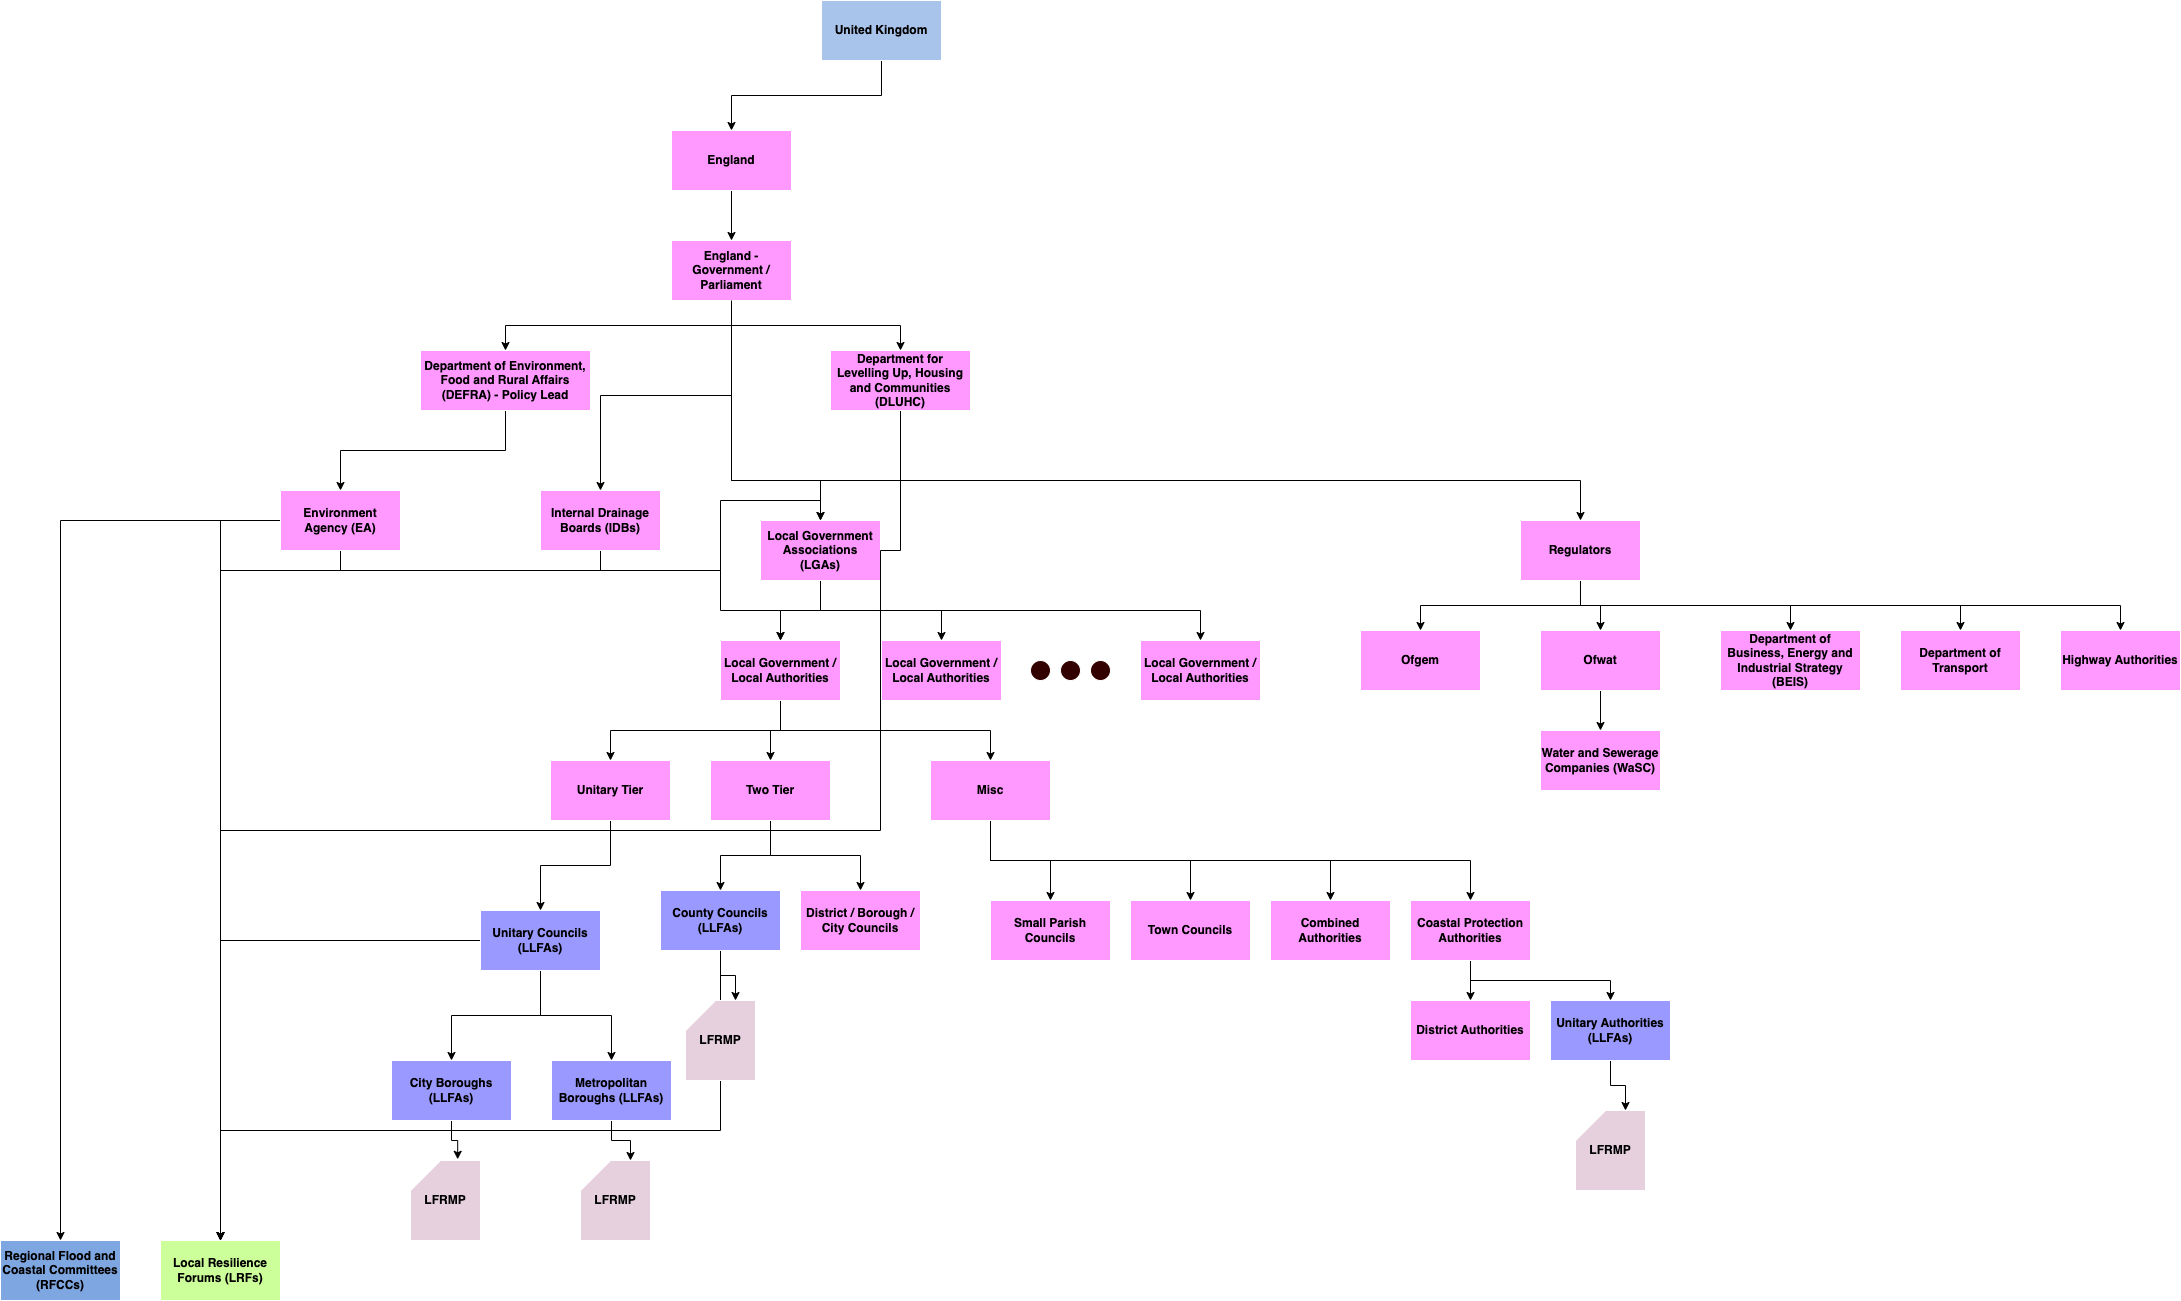 United Kingdom
England
England -
Government /
Parliament
Department of Environment,
Food and Rural Affairs
(DEFRA) - Policy Lead
Department for
Levelling Up, Housing
and Communities
(DLUHC)
Environment
Agency (EA)
Internal Drainage
Boards (IDBs)
Local Government
Associations
(LGAs)
Regulators
Local Government /
Local Authorities
Local Government /
Local Authorities
Local Government /
Local Authorities
Ofgem
Ofwat
Department of
Business, Energy and
Industrial Strategy
(BEIS)
Department of
Transport
Highway Authorities
Water and Sewerage
Companies (WaSC)
Unitary Tier
Two Tier
Misc
Unitary Councils
(LLFAs)
County Councils
(LLFAs)
District / Borough /
City Councils
Small Parish
Councils
Town Councils
Combined
Authorities
Coastal Protection
Authorities
LFRMP
District Authorities
Unitary Authorities
(LLFAs)
City Boroughs
(LLFAs)
Metropolitan
Boroughs (LLFAs)
LFRMP
LFRMP
LFRMP
Regional Flood and
Coastal Committees
(RFCCs)
Local Resilience
Forums (LRFs)